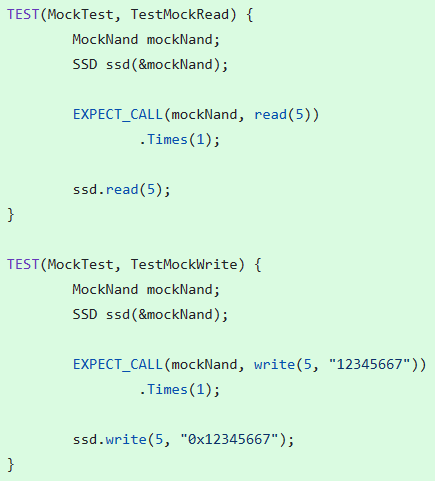 TEST(MockTest, TestMockRead) {
        MockNand mockNand;
        SSD ssd(&mockNand);

        EXPECT_CALL(mockNand, read(5))
                .Times(1);

        ssd.read(5);
}

TEST(MockTest, TestMockWrite) {
        MockNand mockNand;
        SSD ssd(&mockNand);

        EXPECT_CALL(mockNand, write(5, "12345667"))
                .Times(1);

        ssd.write(5, "0x12345667");
}